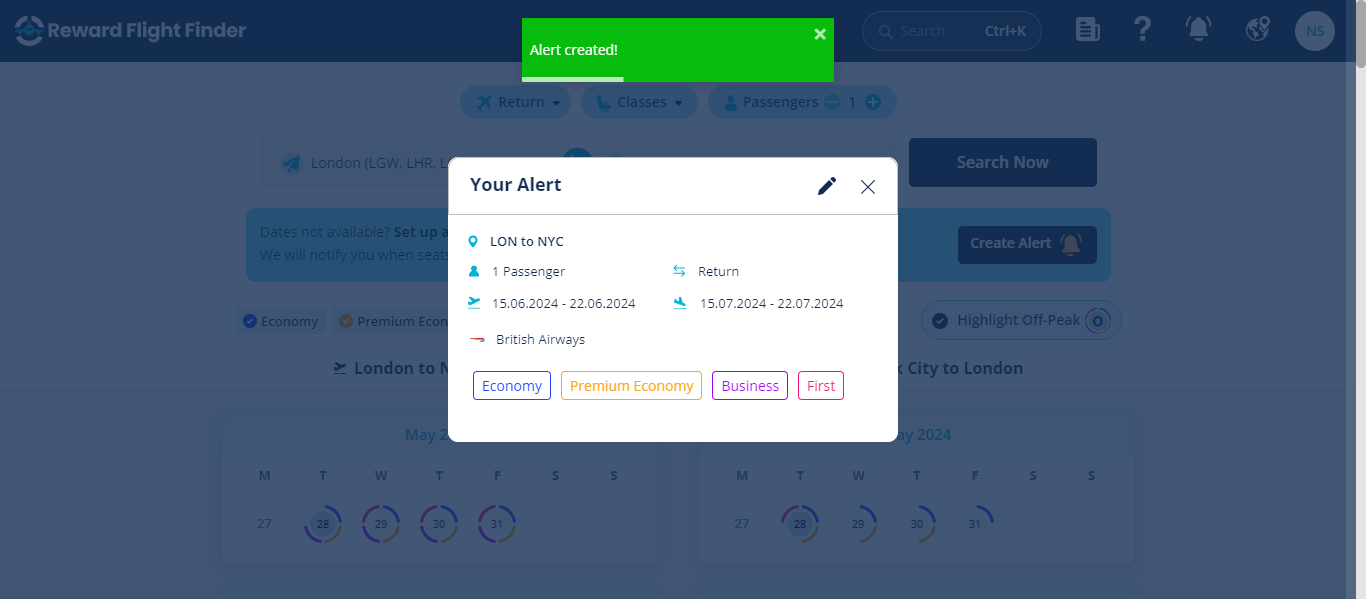 Reward Flight Finder
Search Ctrl+K
NS
Alert created!
Return
Classes
Passengers 1
London (LGW, LHR, L
Search Now
Dates not available? Set up a
We will notify you when seats
Create Alert
Your Alert
LON to NYC
1 Passenger
Return
15.06.2024 - 22.06.2024
15.07.2024 - 22.07.2024
British Airways
Economy
Premium Economy
Business
First
Economy
Premium Econ
Highlight Off-Peak
London to N
k City to London
May 2
M T W T F S S
27 28 29 30 31
ay 2024
M T W T F S S
27 28 29 30 31